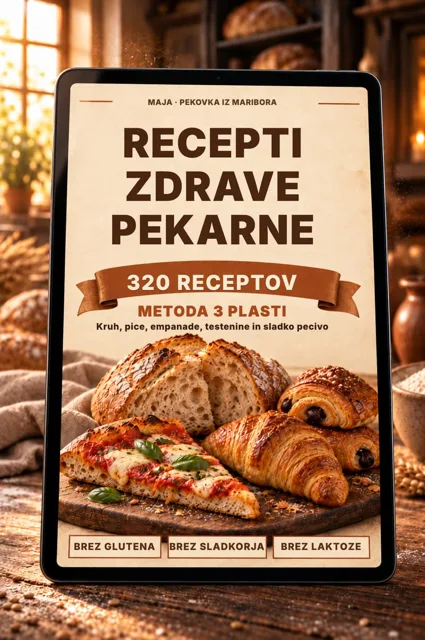 MAJA · PEKOVKA IZ MARIBORA
RECEPTI
ZDRAVE
PEKARNE
320 RECEPTOV
METODA 3 PLASTI
Kruh, pice, empanade, testenine in sladko pecivo
BREZ GLUTENA
BREZ SLADKORJA
BREZ LAKTOZE